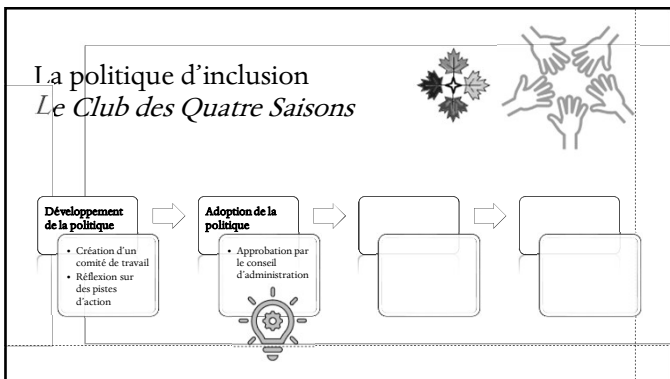 La politique d’inclusion
Le Club des Quatre Saisons
Développement
de la politique
• Création d’un
comité de travail
• Réflexion sur
des pistes
d’action
Adoption de la
politique
• Approbation par
le conseil
d’administration